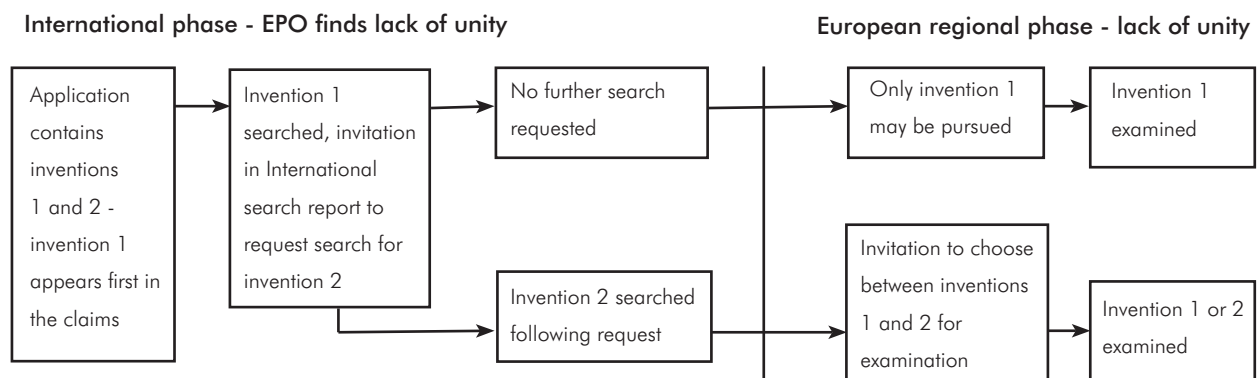 International phase - EPO finds lack of unity
European regional phase - lack of unity
Application
contains
inventions
1 and 2 -
invention 1
appears first in
the claims
Invention 1
searched, invitation
in International
search report to
request search for
invention 2
No further search
requested
Only invention 1
may be pursued
Invention 1
examined
Invention 2 searched
following request
Invitation to choose
between inventions
1 and 2 for
examination
Invention 1 or 2
examined